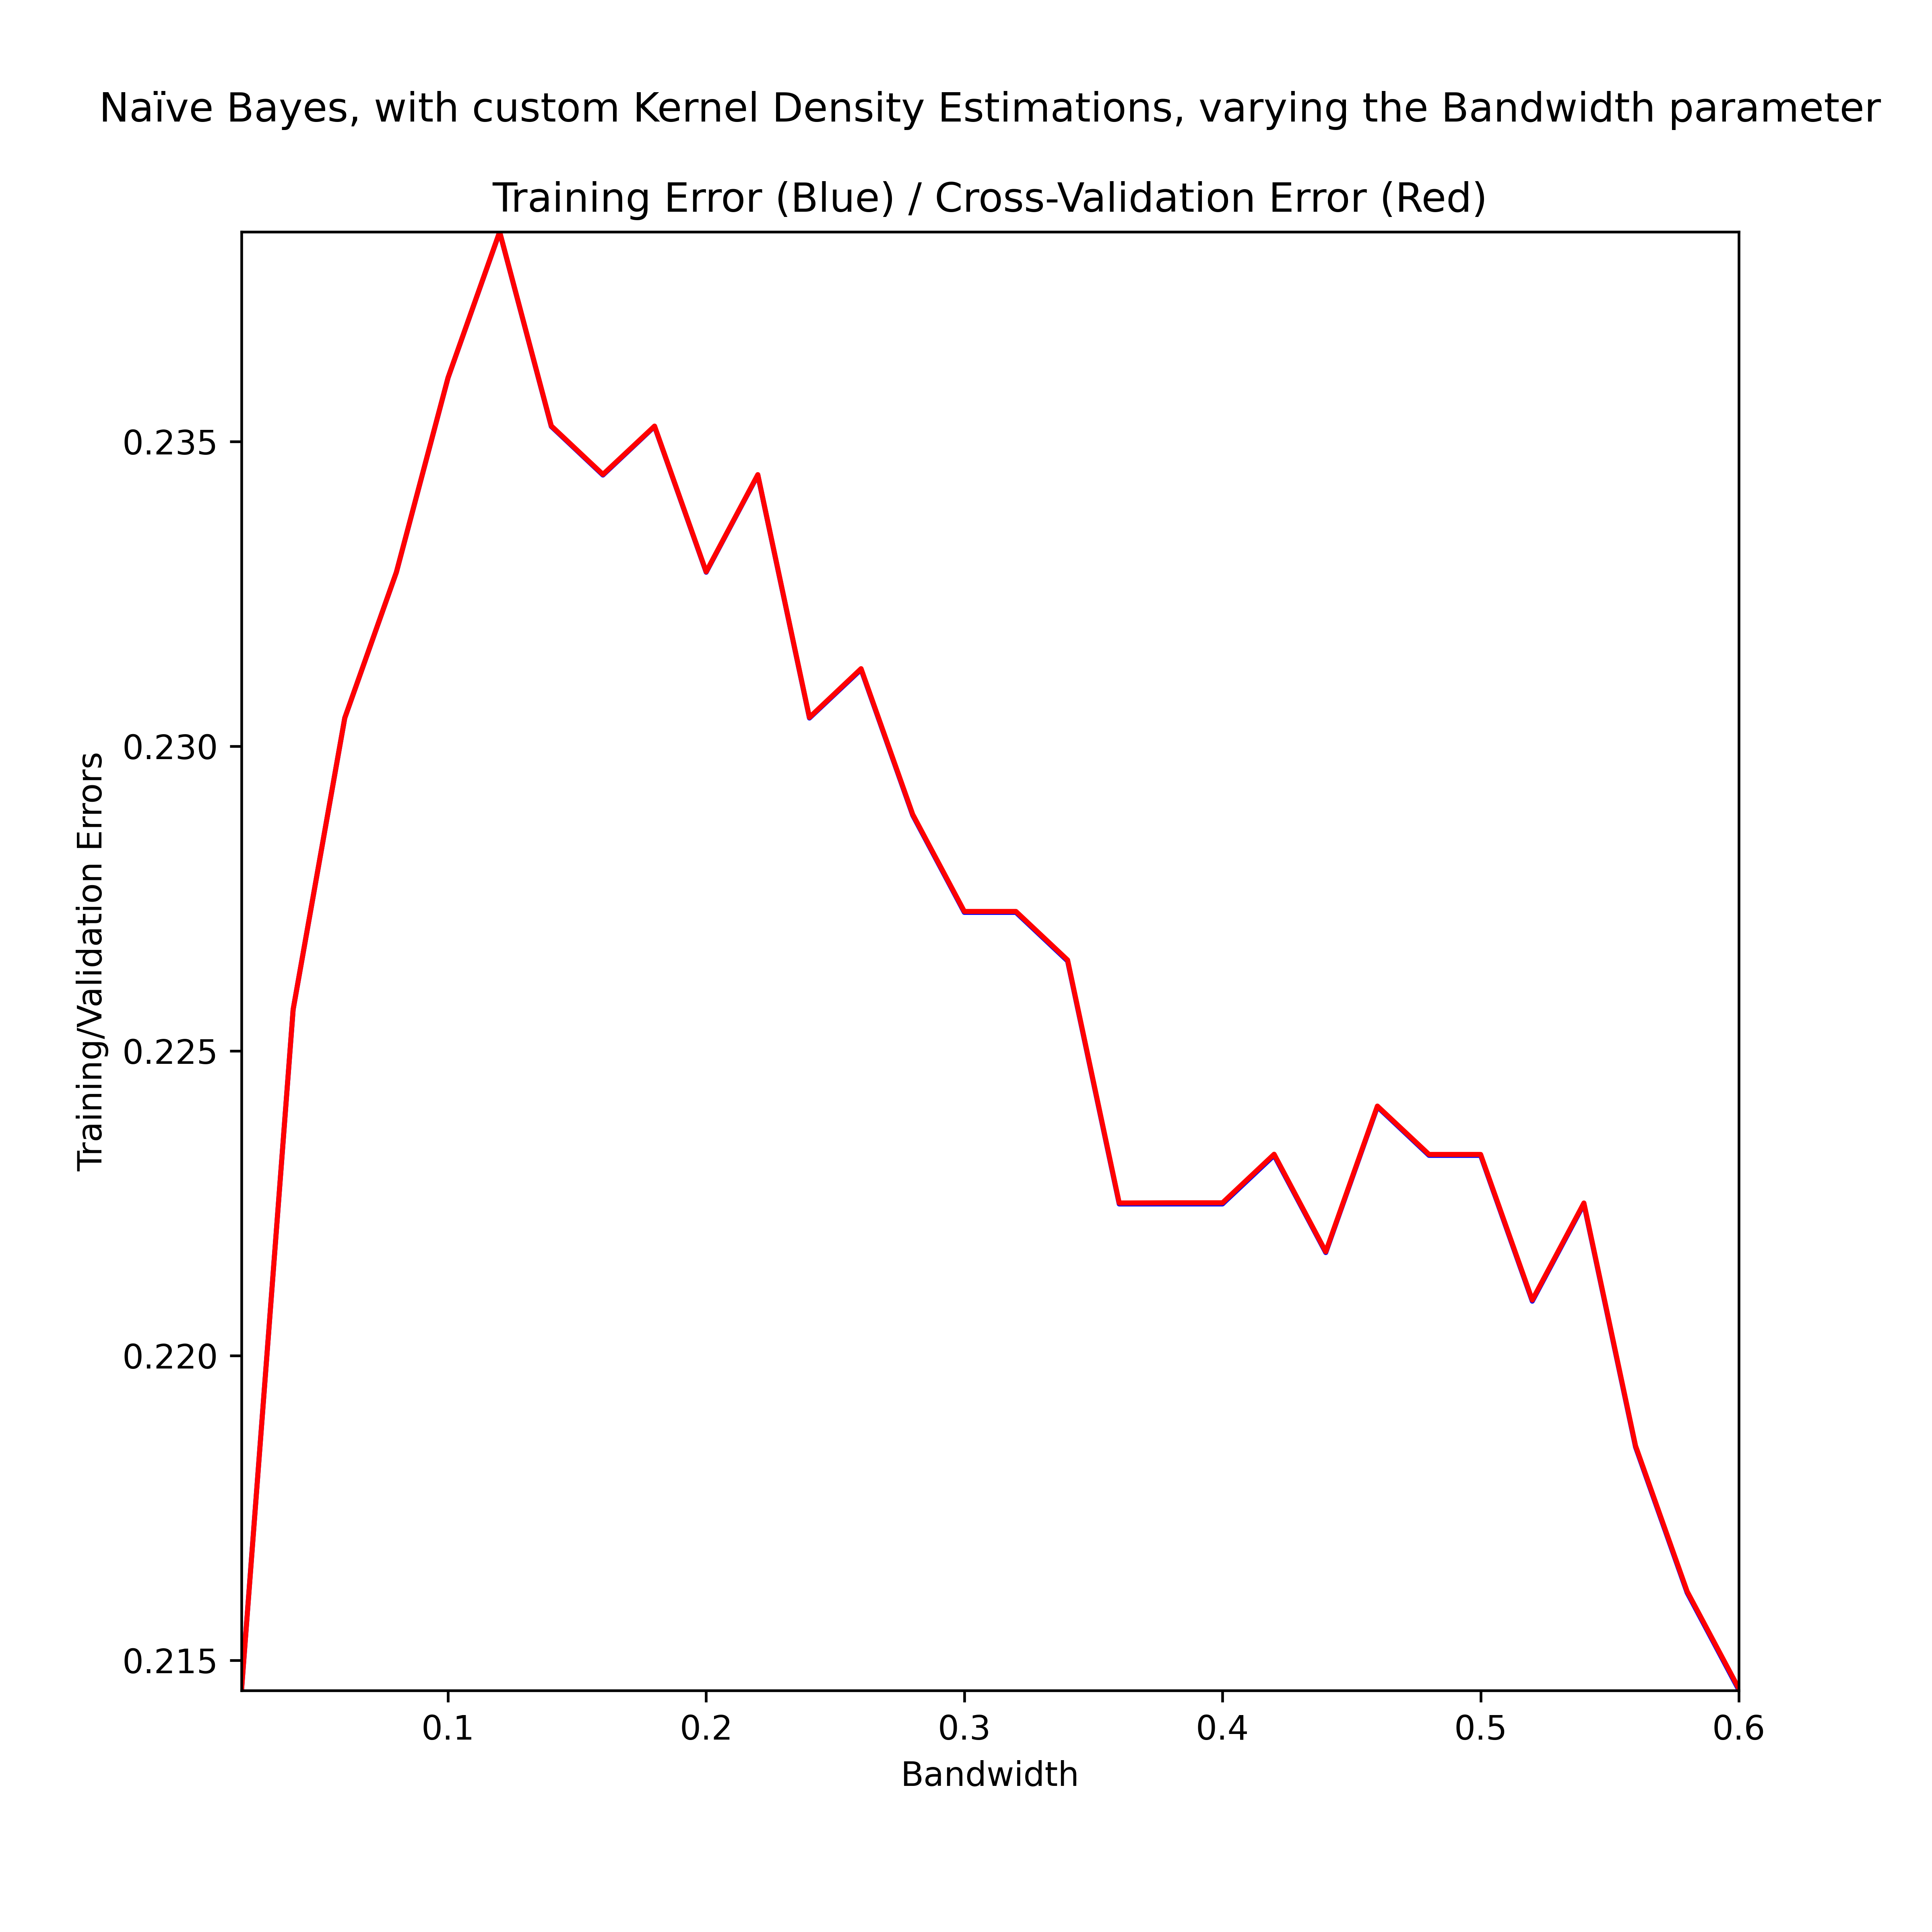 Naïve Bayes, with custom Kernel Density Estimations, varying the Bandwidth parameter
Training Error (Blue) / Cross-Validation Error (Red)
Training/Validation Errors
0.235
0.230
0.225
0.220
0.215
0.1 0.2 0.3 0.4 0.5 0.6
Bandwidth